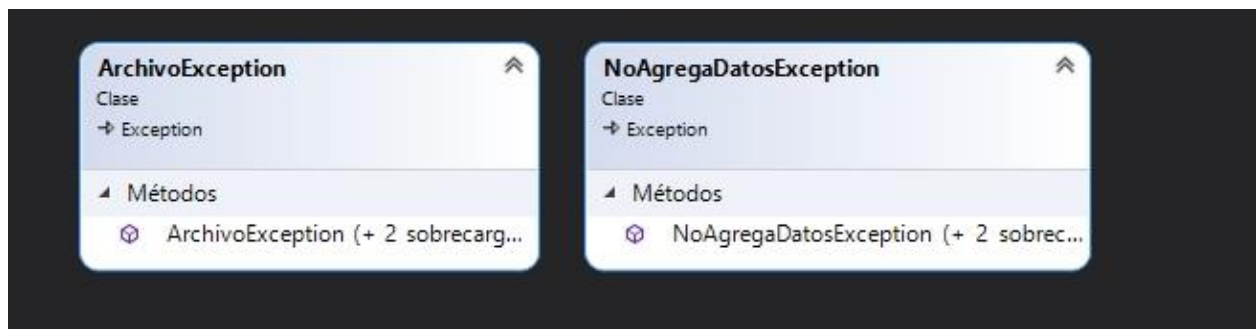 ArchivoException
Clase
Exception
Métodos
ArchivoException (+ 2 sobrecarg...
NoAgregaDatosException
Clase
Exception
Métodos
NoAgregaDatosException (+ 2 sobrec...